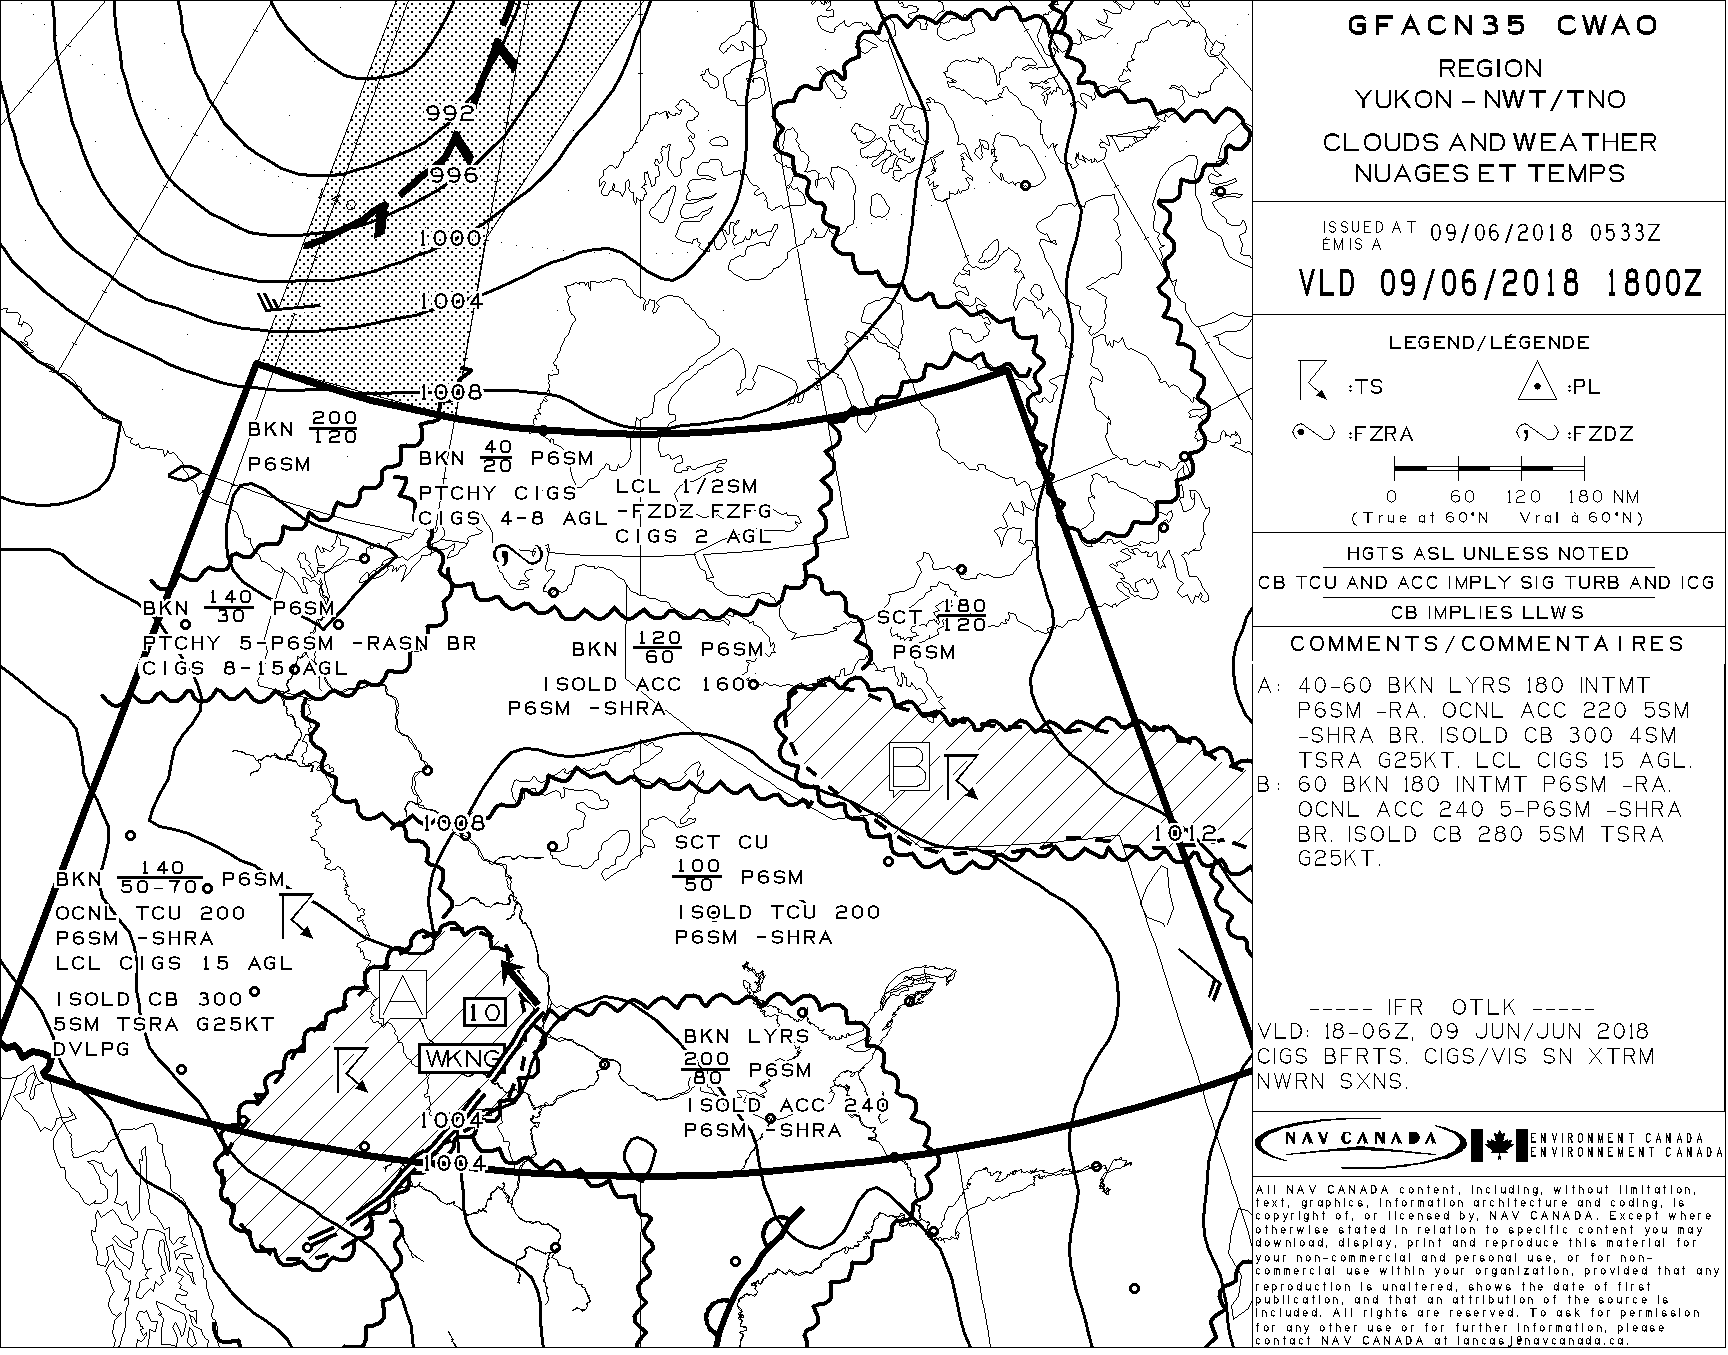 992
996
140
1000
1004
1008
BKN 200/120
P6SM
BKN 40/20 P6SM
PTCHY CIGS
CIGS 4-8 AGL
LCL 1/2SM
-FZDZ FZFG
CIGS 2 AGL
BKN 140/30 P6SM
PTCHY 5-P6SM -RASN BR
CIGS 8-15 AGL
BKN 120/60 P6SM
ISOLD ACC 160
P6SM -SHRA
SCT 180/120
P6SM
B
1008
1012
SCT CU
100/50 P6SM
ISOLD TCU 200
P6SM -SHRA
BKN 140/50-70 P6SM
OCNL TCU 200
P6SM -SHRA
LCL CIGS 15 AGL
ISOLD CB 300
5SM TSRA G25KT
DVLPG
A
10
WKNG
BKN LYRS
200/80 P6SM
ISOLD ACC 240
P6SM -SHRA
1004
1004
GFACN35 CWAO
REGION
YUKON - NWT/TNO
CLOUDS AND WEATHER
NUAGES ET TEMPS
ISSUED AT
ÉMIS A
09/06/2018 0533Z
VLD 09/06/2018 1800Z
LEGEND/LÉGENDE
:TS :PL
:FZRA :FZDZ
0 60 120 180 NM
(True at 60°N Vrai à 60°N)
HGTS ASL UNLESS NOTED
CB TCU AND ACC IMPLY SIG TURB AND ICG
CB IMPLIES LLWS
COMMENTS/COMMENTAIRES
A: 40-60 BKN LYRS 180 INTMT
P6SM -RA. OCNL ACC 220 5SM
-SHRA BR. ISOLD CB 300 4SM
TSRA G25KT. LCL CIGS 15 AGL.
B: 60 BKN 180 INTMT P6SM -RA.
OCNL ACC 240 5-P6SM -SHRA
BR. ISOLD CB 280 5SM TSRA
G25KT.
----- IFR OTLK -----
VLD: 18-06Z, 09 JUN/JUN 2018
CIGS BFRTS. CIGS/VIS SN XTRM
NWRN SXNS.
NAV CANADA
ENVIRONMENT CANADA
ENVIRONNEMENT CANADA
All NAV CANADA content, including, without limitation,
text, graphics, information architecture and coding, is
copyright of, or licensed by, NAV CANADA. Except where
otherwise stated in relation to specific content you may
download, display, print and reproduce this material for
your non-commercial and personal use, or for non-
commercial use within your organization, provided that any
reproduction is unaltered, shows the date of first
publication, and that an attribution of the source is
included. All rights are reserved. To ask for permission
for any other use or for further information, please
contact NAV CANADA at lancasj@navcanada.ca.